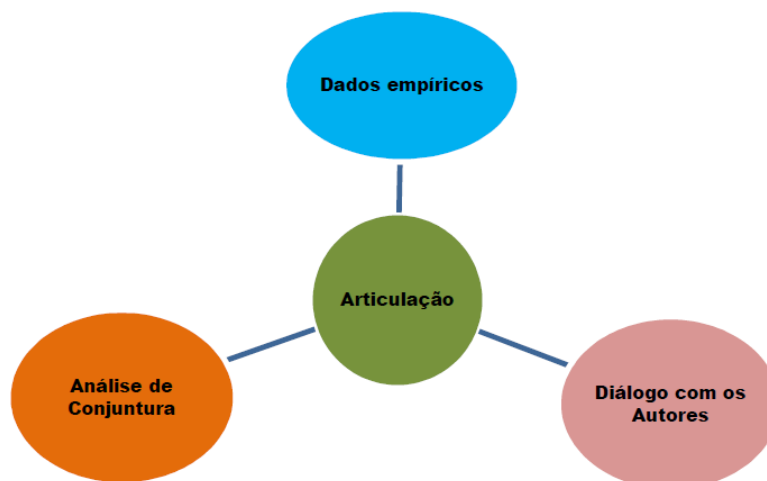 Dados empíricos
Articulação
Análise de
Conjuntura
Diálogo com os
Autores